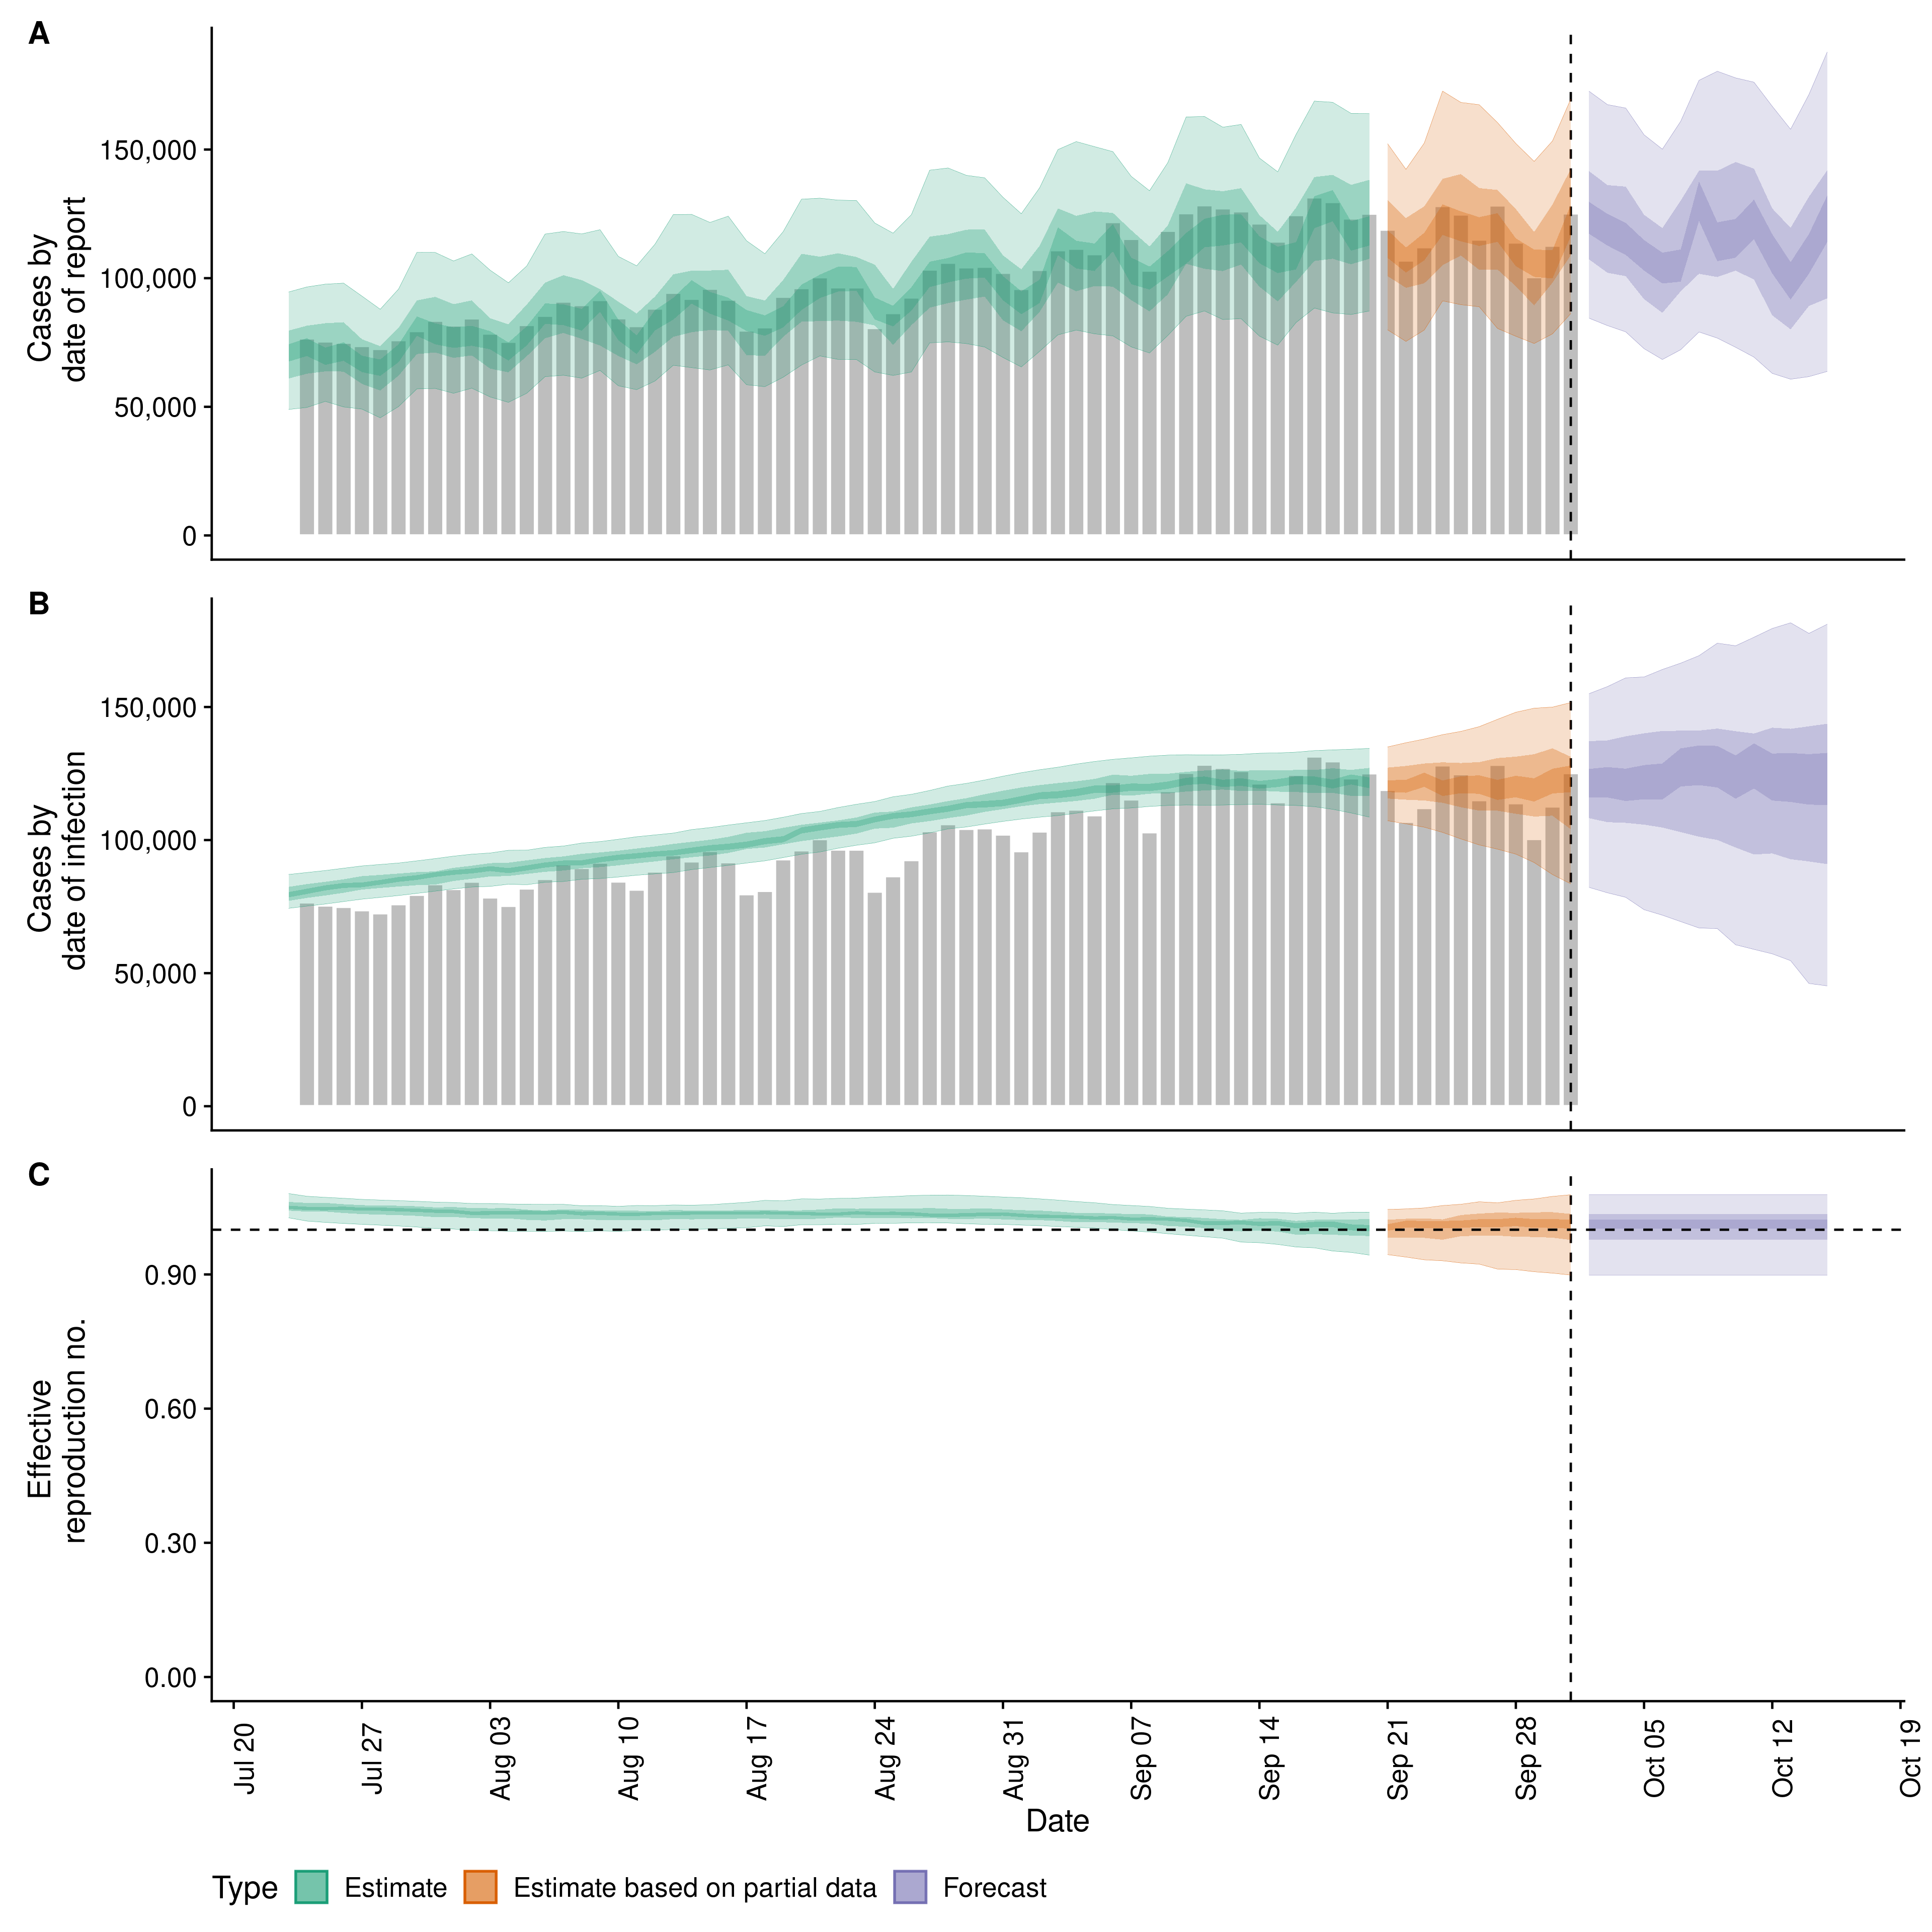 A
Cases by
date of report
150,000
100,000
50,000
0
B
Cases by
date of infection
150,000
100,000
50,000
0
C
Effective
reproduction no.
0.90
0.60
0.30
0.00
Jul 20
Jul 27
Aug 03
Aug 10
Aug 17
Aug 24
Aug 31
Sep 07
Sep 14
Sep 21
Sep 28
Oct 05
Oct 12
Oct 19
Date
Type Estimate Estimate based on partial data Forecast